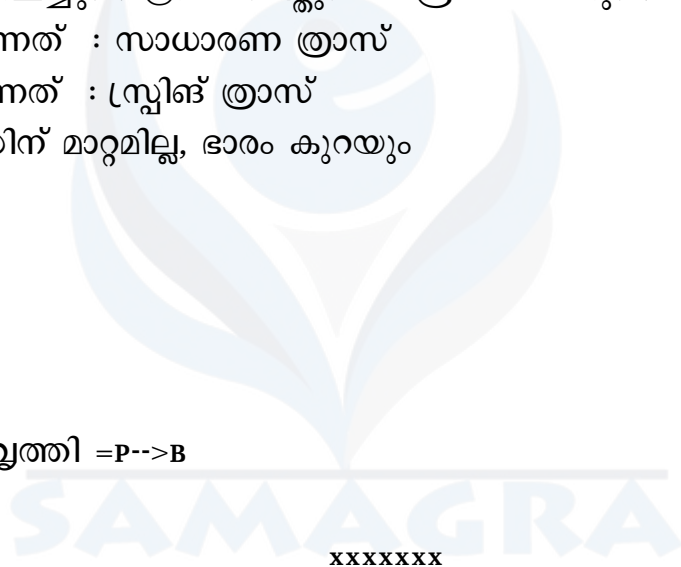 ന്നത് : സാധാരണ ത്രാസ്
ന്നത് : സ്പ്രിങ് ത്രാസ്
ിന് മാറ്റമില്ല, ഭാരം കുറയും
വൃത്തി =P-->B
SAMAGRA
xxxxxxx